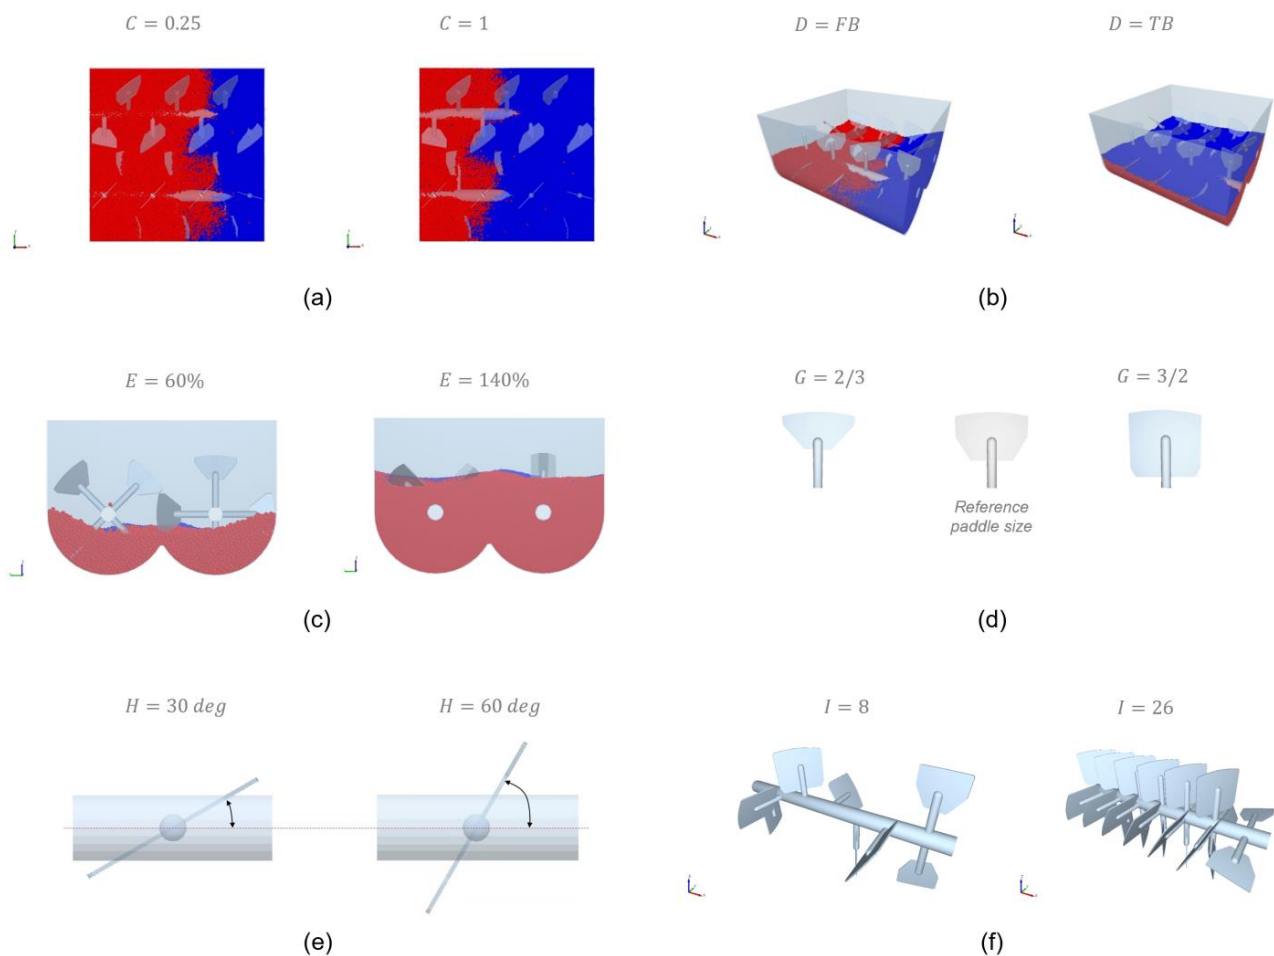 C = 0.25
C = 1
D = FB
D = TB
(a)
(b)
E = 60%
E = 140%
G = 2/3
G = 3/2
Reference
paddle size
(c)
(d)
H = 30 deg
H = 60 deg
I = 8
I = 26
(e)
(f)